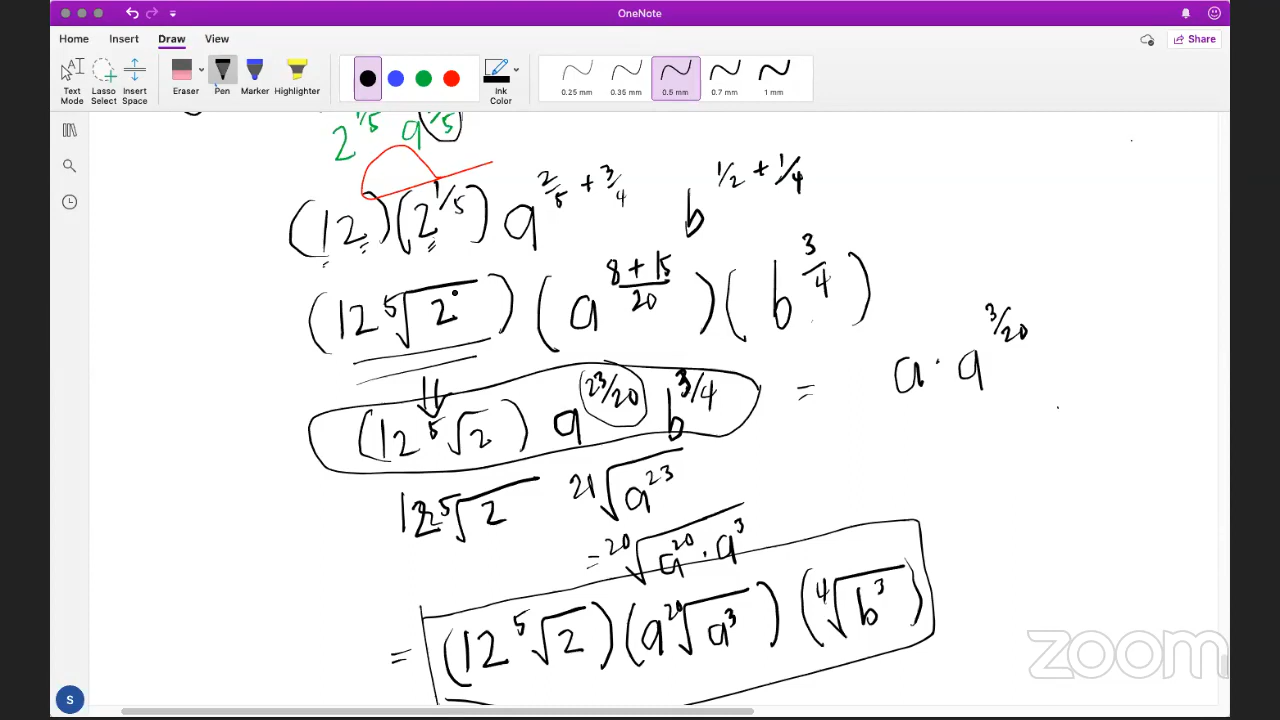 OneNote
Home Insert Draw View
Share
Text Mode
Lasso Select
Insert Space
Eraser
Pen
Marker
Highlighter
Ink Color
0.25 mm
0.35 mm
0.5 mm
0.7 mm
1 mm
2^{1/5} a^{2/5}
(12)(2^{1/5}) a^{2/5 + 3/4} b^{1/2 + 1/4}
(12 ⁵√2) (a^{(8+15)/20}) (b^{3/4})
(12 ⁵√2) a^{23/20} b^{3/4} = a · a^{3/20}
12 ⁵√2 ²¹√a^{23}
= ²⁰√(a^{20} · a^3)
= (12 ⁵√2)(a ²⁰√a^3)(⁴√b^3)
zoom
S